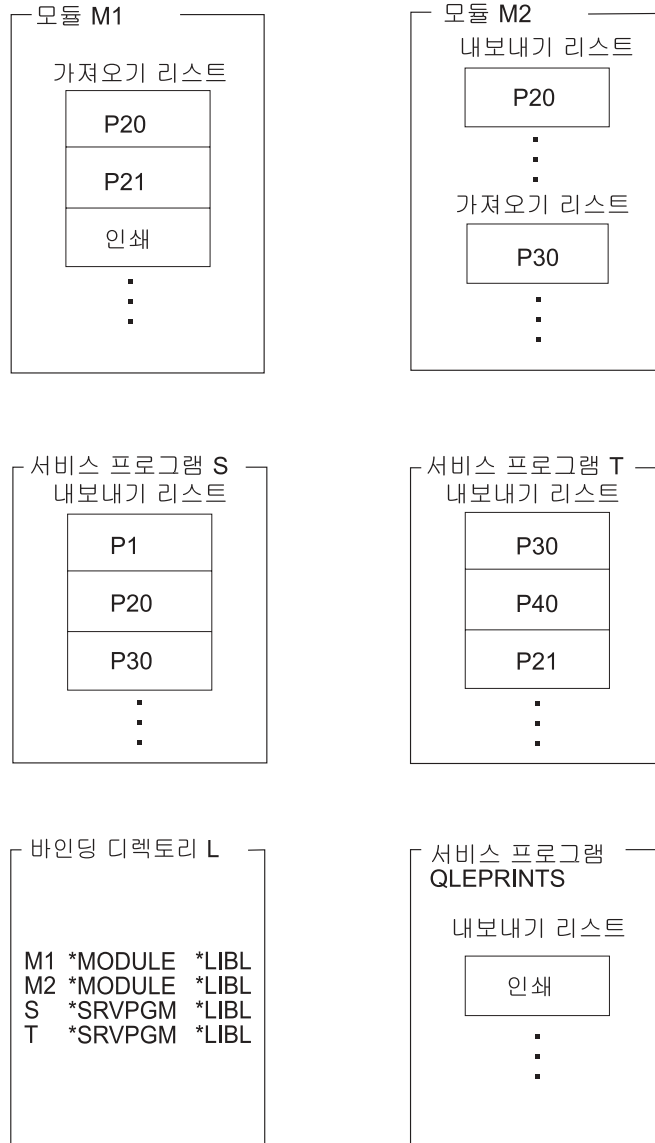 모듈 M1
가져오기 리스트
P20
P21
인쇄
모듈 M2
내보내기 리스트
P20
가져오기 리스트
P30
서비스 프로그램 S
내보내기 리스트
P1
P20
P30
서비스 프로그램 T
내보내기 리스트
P30
P40
P21
바인딩 디렉토리 L
M1 *MODULE *LIBL
M2 *MODULE *LIBL
S *SRVPGM *LIBL
T *SRVPGM *LIBL
서비스 프로그램
QLEPRINTS
내보내기 리스트
인쇄